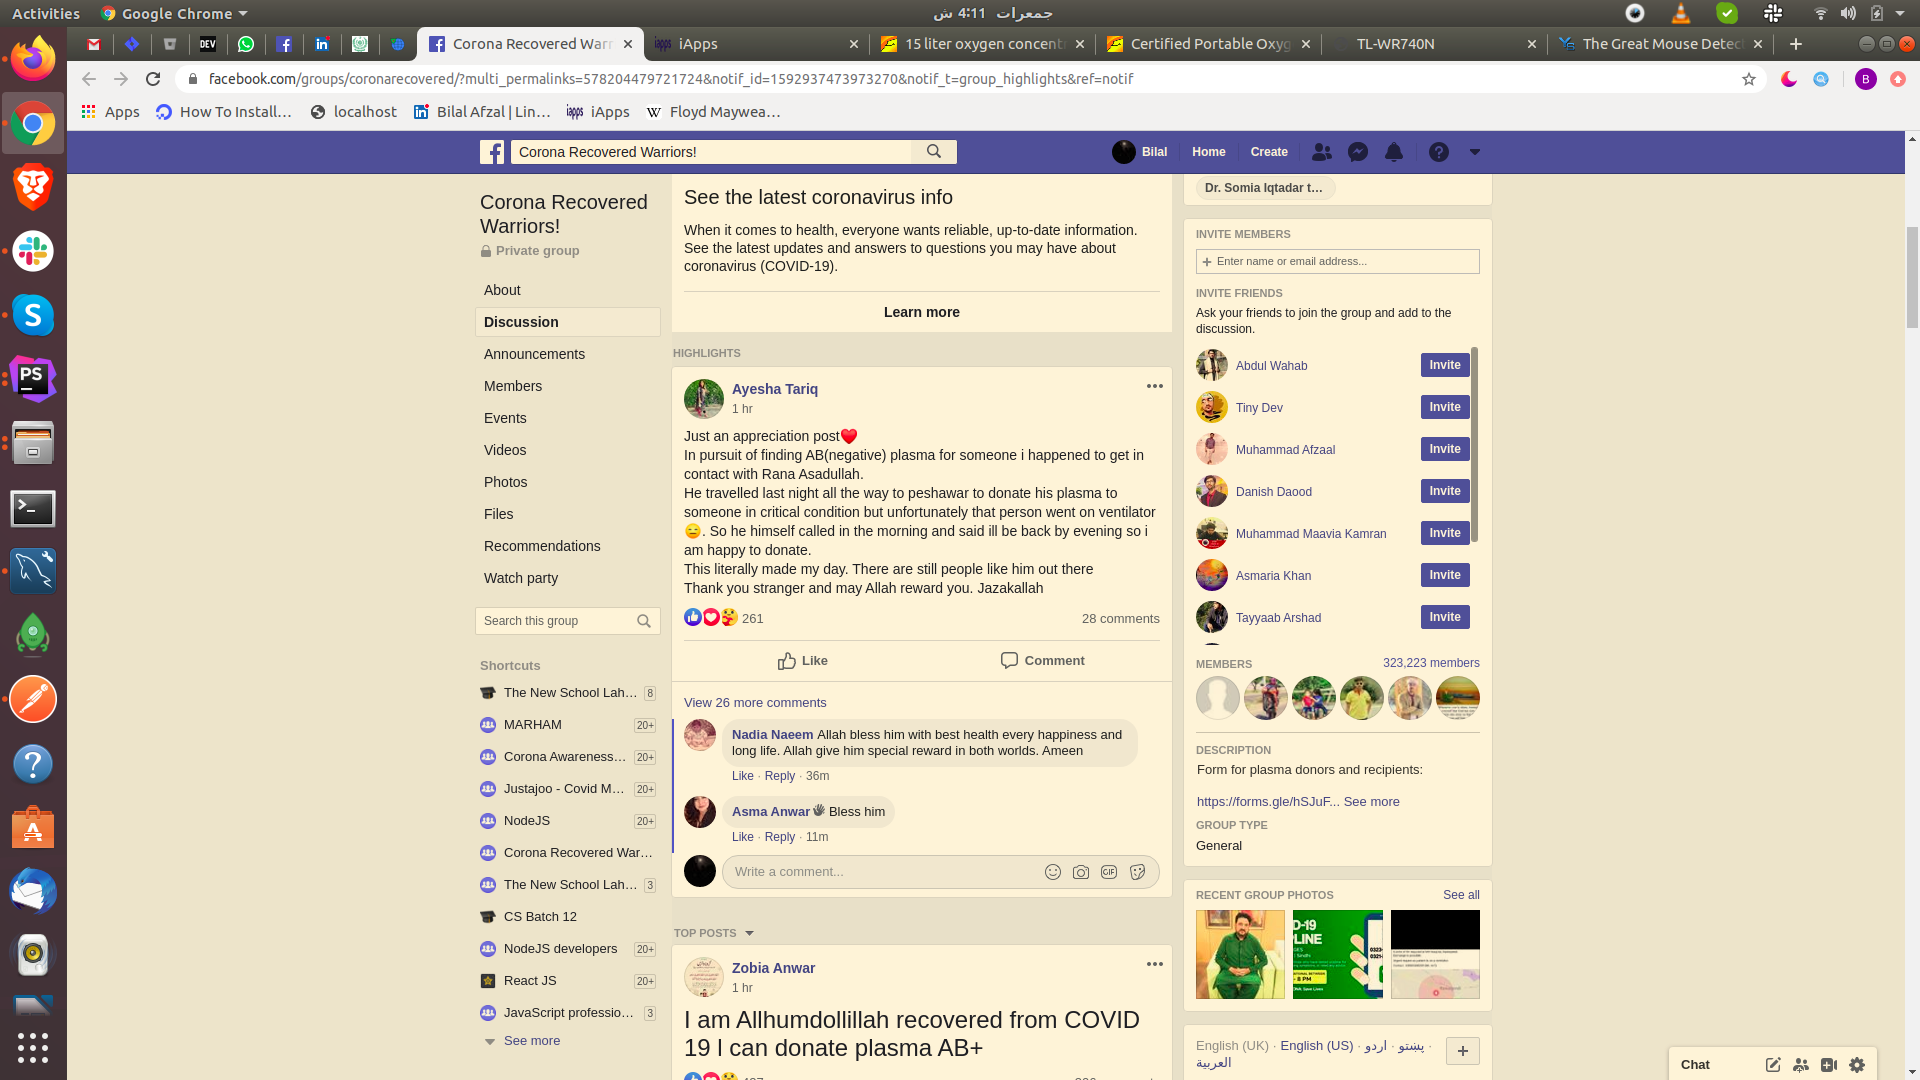 Activities
Google Chrome
جمعرات 4:11 ش
DEV
Corona Recovered Warr
iApps
15 liter oxygen concent
Certified Portable Oxyg
TL-WR740N
The Great Mouse Detec
facebook.com/groups/coronarecovered/?multi_permalinks=578204479721724&notif_id=1592937473973270&notif_t=group_highlights&ref=notif
B
Apps
How To Install...
localhost
Bilal Afzal | Lin...
iApps
Floyd Maywea...
Corona Recovered Warriors!
Bilal
Home
Create
Corona Recovered
Warriors!
Private group
About
Discussion
Announcements
Members
Events
Videos
Photos
Files
Recommendations
Watch party
Search this group
Shortcuts
The New School Lah... 8
MARHAM 20+
Corona Awareness... 20+
Justajoo - Covid M... 20+
NodeJS 20+
Corona Recovered War...
The New School Lah... 3
CS Batch 12
NodeJS developers 20+
React JS 20+
JavaScript professio... 3
See more
See the latest coronavirus info
When it comes to health, everyone wants reliable, up-to-date information.
See the latest updates and answers to questions you may have about
coronavirus (COVID-19).
Learn more
HIGHLIGHTS
Ayesha Tariq
1 hr
Just an appreciation post❤️
In pursuit of finding AB(negative) plasma for someone i happened to get in
contact with Rana Asadullah.
He travelled last night all the way to peshawar to donate his plasma to
someone in critical condition but unfortunately that person went on ventilator
😑. So he himself called in the morning and said ill be back by evening so i
am happy to donate.
This literally made my day. There are still people like him out there
Thank you stranger and may Allah reward you. Jazakallah
261
28 comments
Like
Comment
View 26 more comments
Nadia Naeem Allah bless him with best health every happiness and
long life. Allah give him special reward in both worlds. Ameen
Like · Reply · 36m
Asma Anwar Bless him
Like · Reply · 11m
Write a comment...
GIF
TOP POSTS
Zobia Anwar
1 hr
I am Allhumdollillah recovered from COVID
19 I can donate plasma AB+
Dr. Somia Iqtadar t...
INVITE MEMBERS
+ Enter name or email address...
INVITE FRIENDS
Ask your friends to join the group and add to the
discussion.
Abdul Wahab Invite
Tiny Dev Invite
Muhammad Afzaal Invite
Danish Daood Invite
Muhammad Maavia Kamran Invite
Asmaria Khan Invite
Tayyaab Arshad Invite
MEMBERS
323,223 members
DESCRIPTION
Form for plasma donors and recipients:
https://forms.gle/hSJuF... See more
GROUP TYPE
General
RECENT GROUP PHOTOS
See all
English (UK) · English (US) · اردو · پښتو ·
العربية
Chat